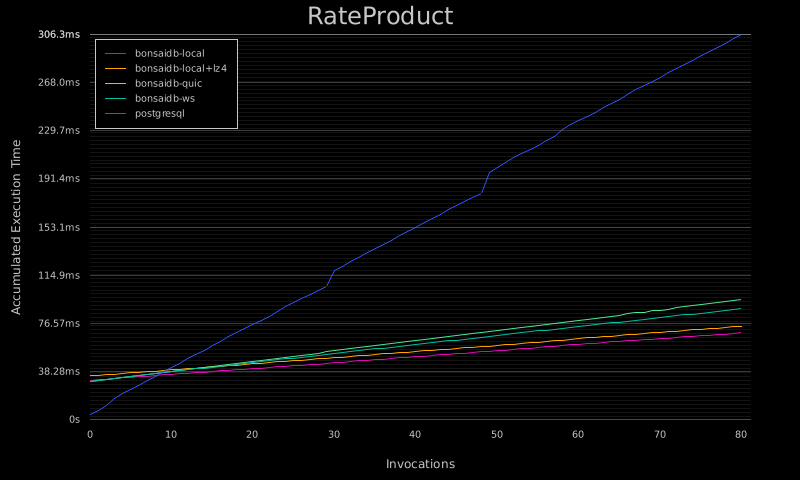 RateProduct
306.3ms
268.0ms
229.7ms
191.4ms
153.1ms
114.9ms
76.57ms
38.28ms
0s
Accumulated Execution Time
bonsaidb-local
bonsaidb-local+lz4
bonsaidb-quic
bonsaidb-ws
postgresql
0 10 20 30 40 50 60 70 80
Invocations